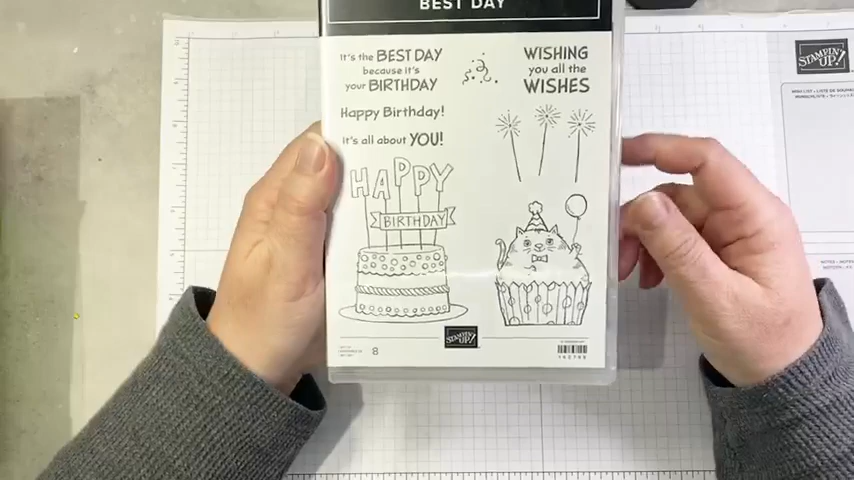 BEST DAY
It's the BEST DAY
because it's
your BIRTHDAY
WISHING
you all the
WISHES
Happy Birthday!
It's all about YOU!
HAPPY
BIRTHDAY
8
STAMPIN' UP!
STAMPIN' UP!